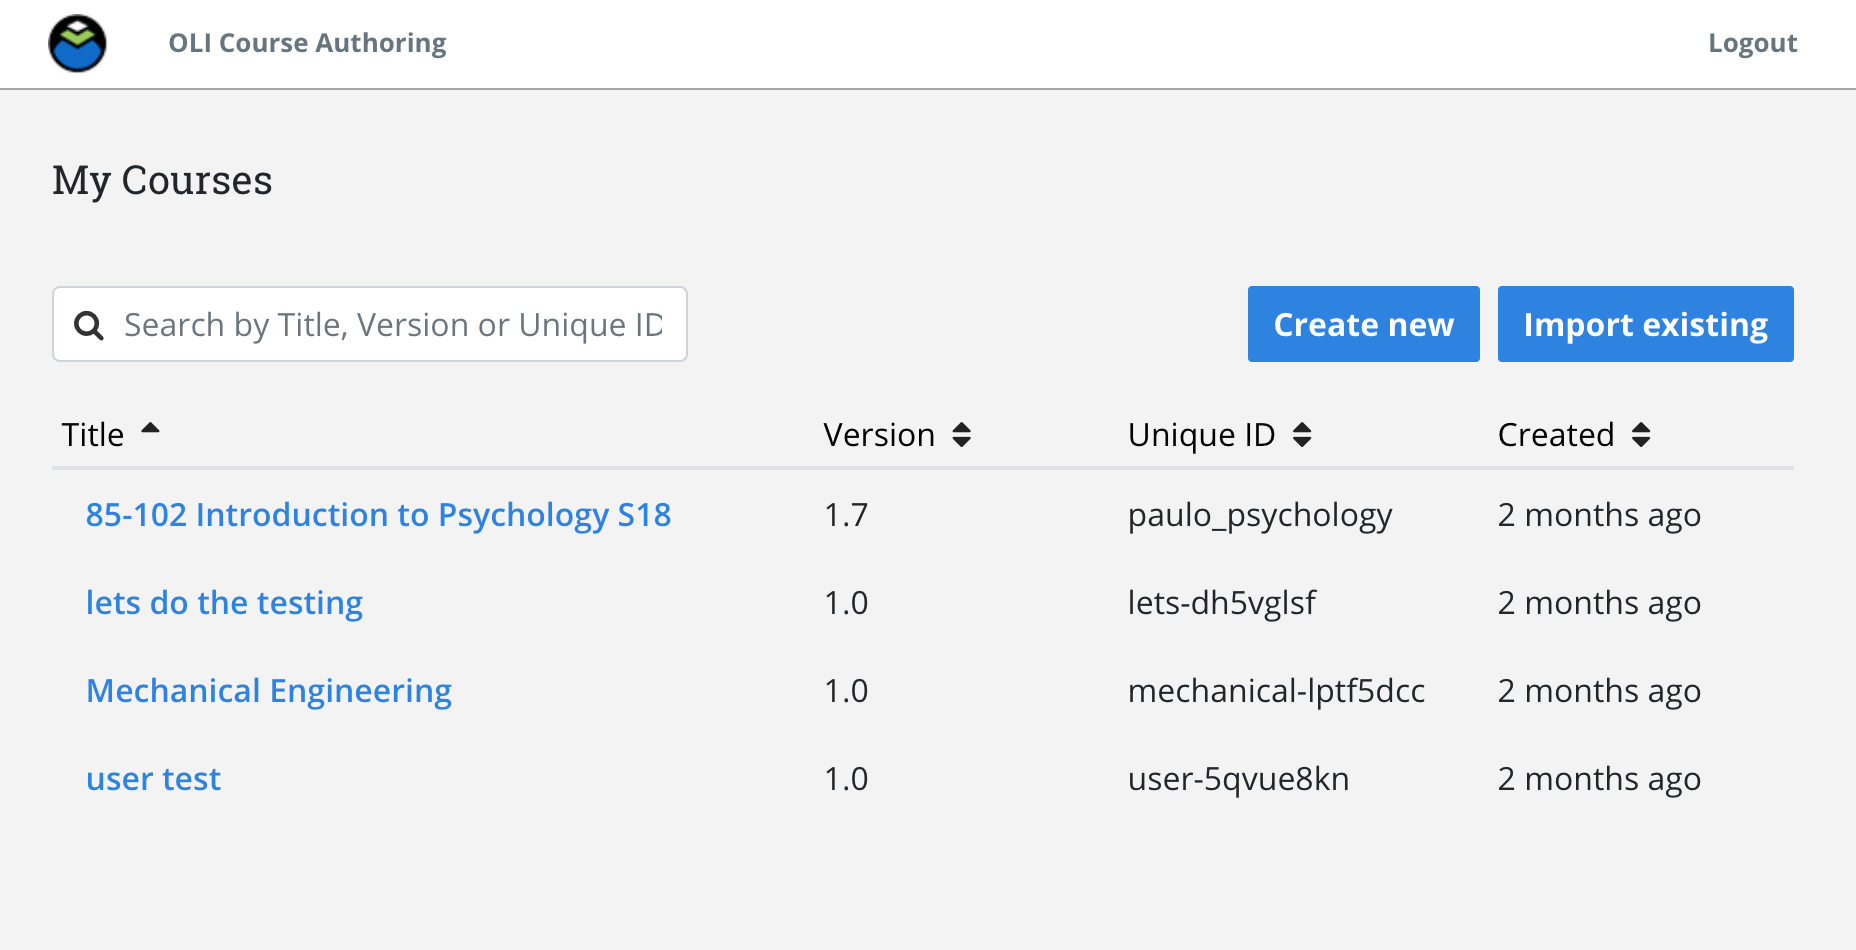 OLI Course Authoring Logout
My Courses
Search by Title, Version or Unique ID Create new Import existing
Title Version Unique ID Created
85-102 Introduction to Psychology S18 1.7 paulo_psychology 2 months ago
lets do the testing 1.0 lets-dh5vglsf 2 months ago
Mechanical Engineering 1.0 mechanical-lptf5dcc 2 months ago
user test 1.0 user-5qvue8kn 2 months ago